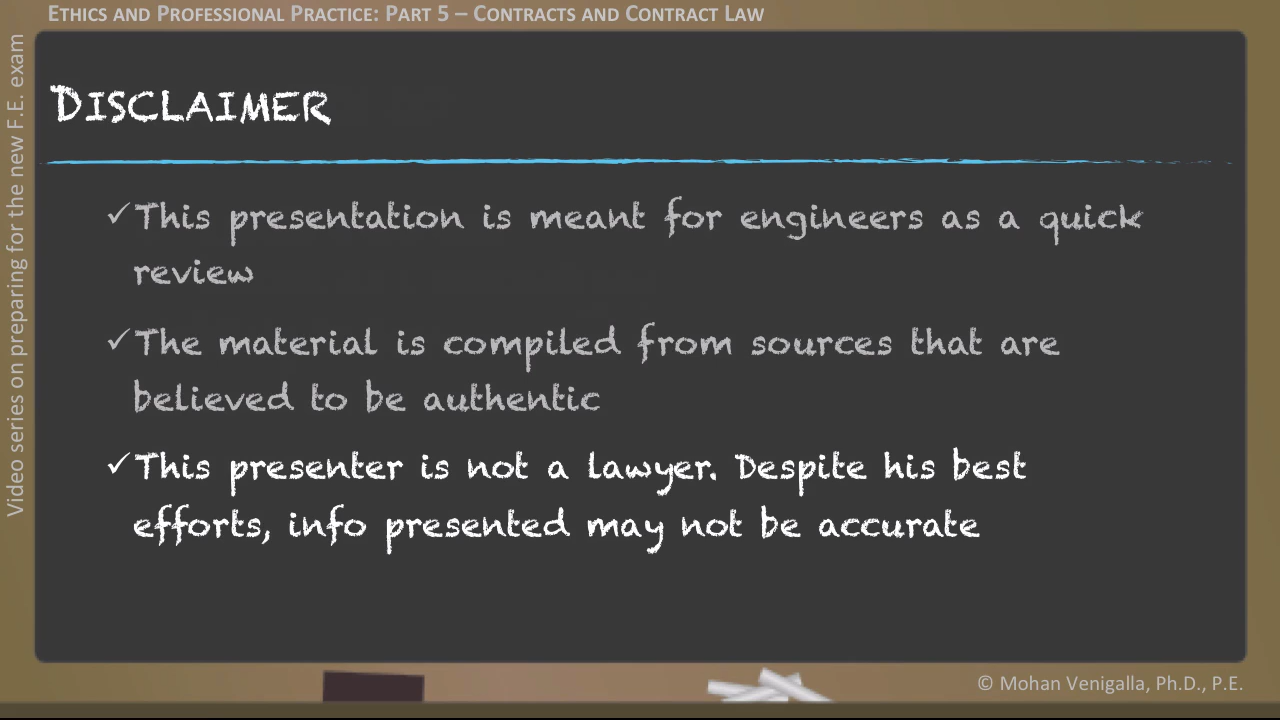 Ethics and Professional Practice: Part 5 – Contracts and Contract Law
Video series on preparing for the new F.E. exam
Disclaimer
✓This presentation is meant for engineers as a quick
review
✓The material is compiled from sources that are
believed to be authentic
✓This presenter is not a lawyer. Despite his best
efforts, info presented may not be accurate
© Mohan Venigalla, Ph.D., P.E.